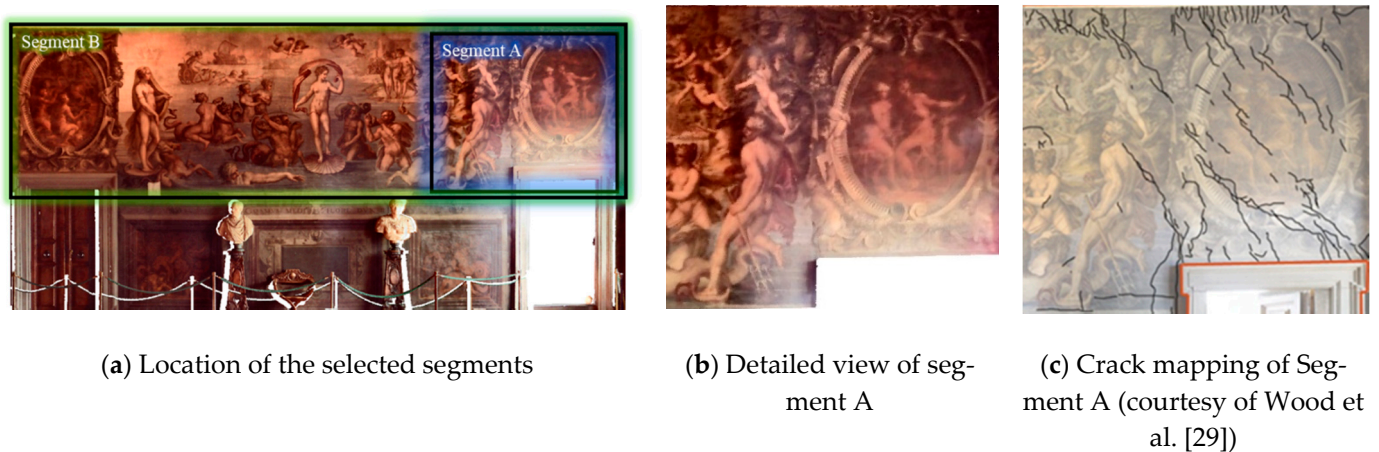 Segment B
Segment A
(a) Location of the selected segments
(b) Detailed view of seg-
ment A
(c) Crack mapping of Seg-
ment A (courtesy of Wood et
al. [29])